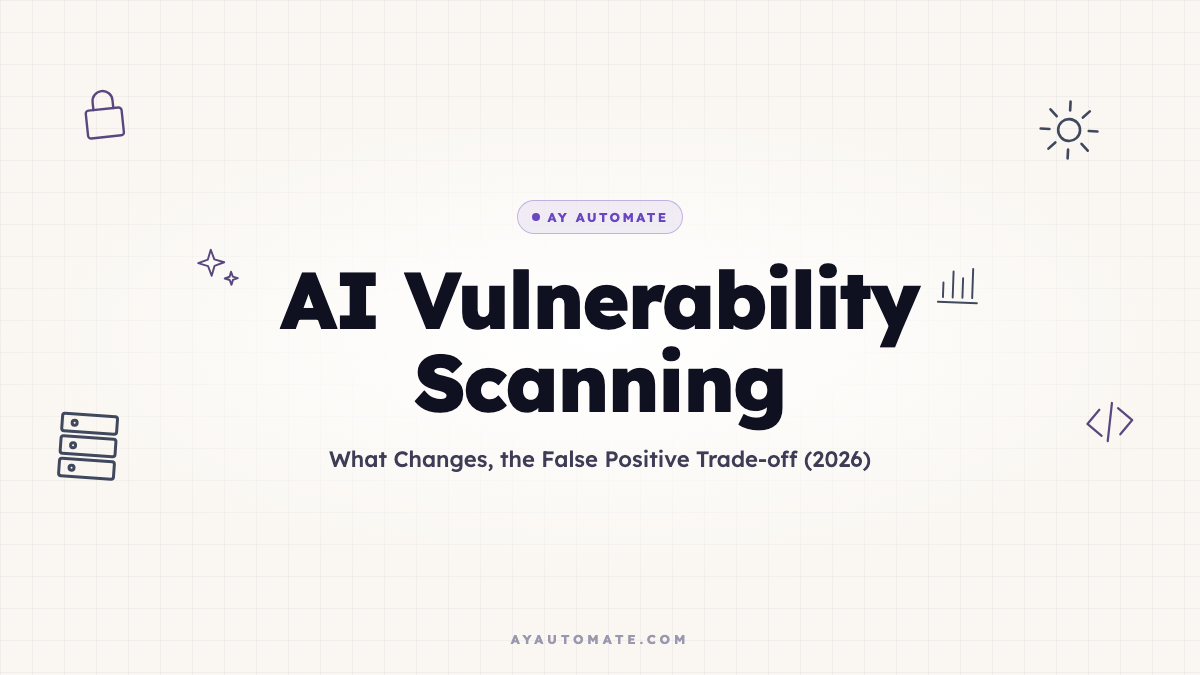 AY AUTOMATE
AI Vulnerability
Scanning
What Changes, the False Positive Trade-off (2026)
AYAUTOMATE.COM